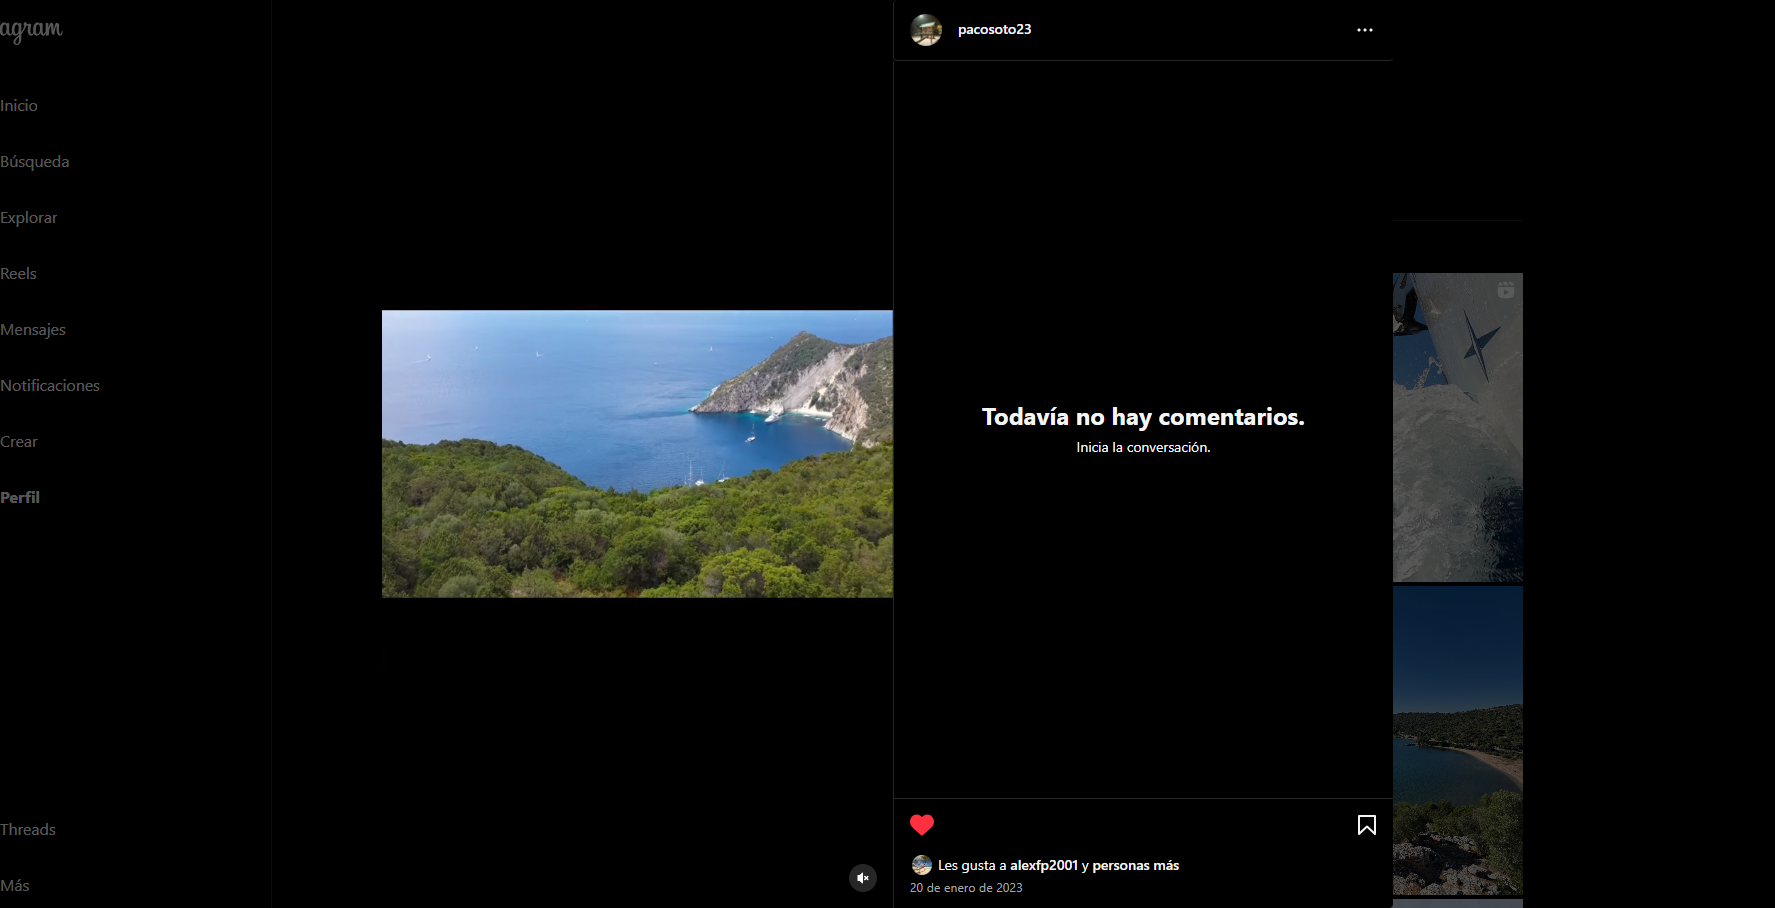 agram
Inicio
Búsqueda
Explorar
Reels
Mensajes
Notificaciones
Crear
Perfil
Threads
Más
pacosoto23
Todavía no hay comentarios.
Inicia la conversación.
Les gusta a alexfp2001 y personas más
20 de enero de 2023